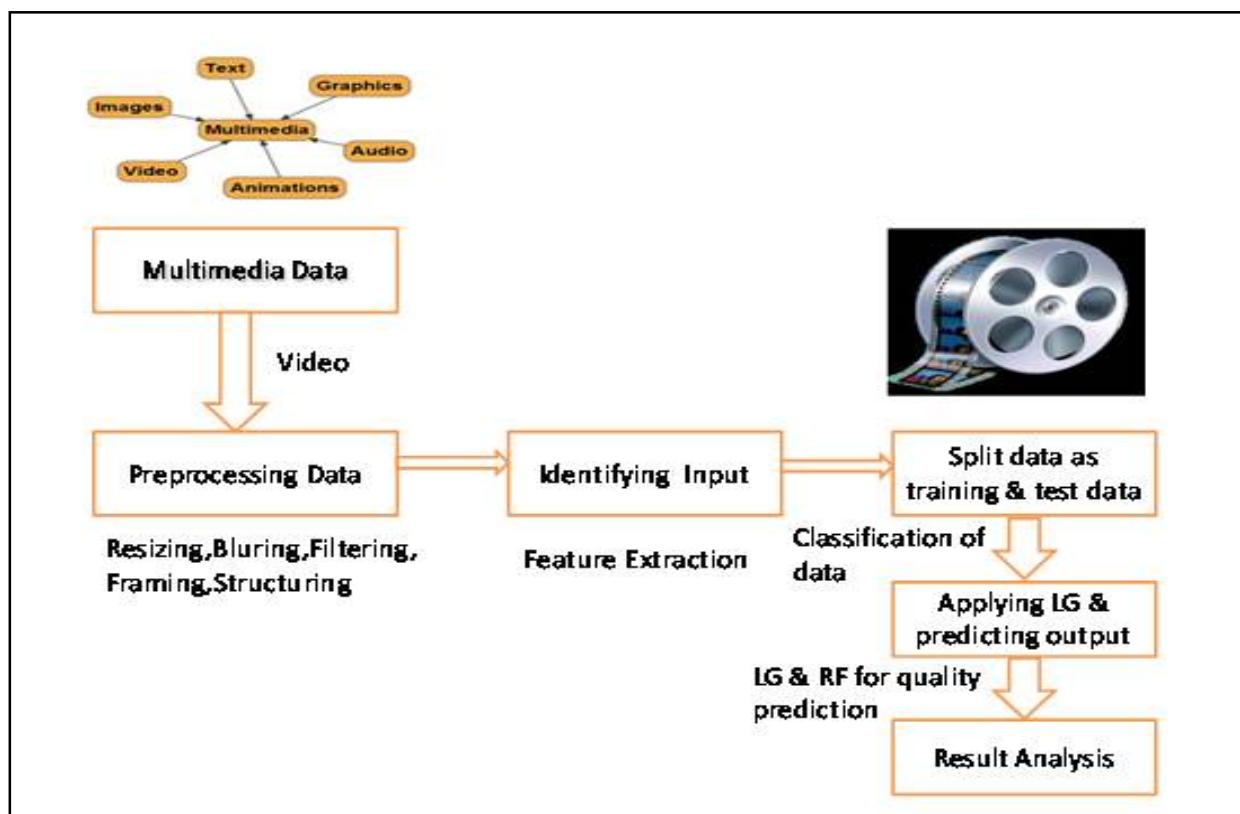 Text
Graphics
Images
Multimedia
Audio
Video
Animations
Multimedia Data
Video
Preprocessing Data
Identifying Input
Split data as
training & test data
Resizing,Bluring,Filtering,
Framing,Structuring
Feature Extraction
Classification of
data
Applying LG &
predicting output
LG & RF for quality
prediction
Result Analysis